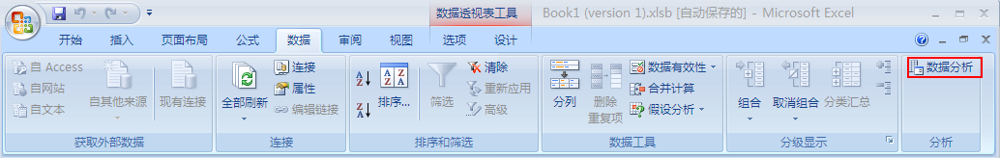 数据透视表工具 Book1 (version 1).xlsb [自动保存的] - Microsoft Excel
开始 插入 页面布局 公式 数据 审阅 视图 选项 设计
自 Access
自网站
自文本
自其他来源
现有连接
获取外部数据
全部刷新
连接
属性
编辑链接
连接
排序...
筛选
清除
重新应用
高级
排序和筛选
分列
删除
重复项
数据有效性
合并计算
假设分析
数据工具
组合
取消组合
分类汇总
分级显示
数据分析
分析